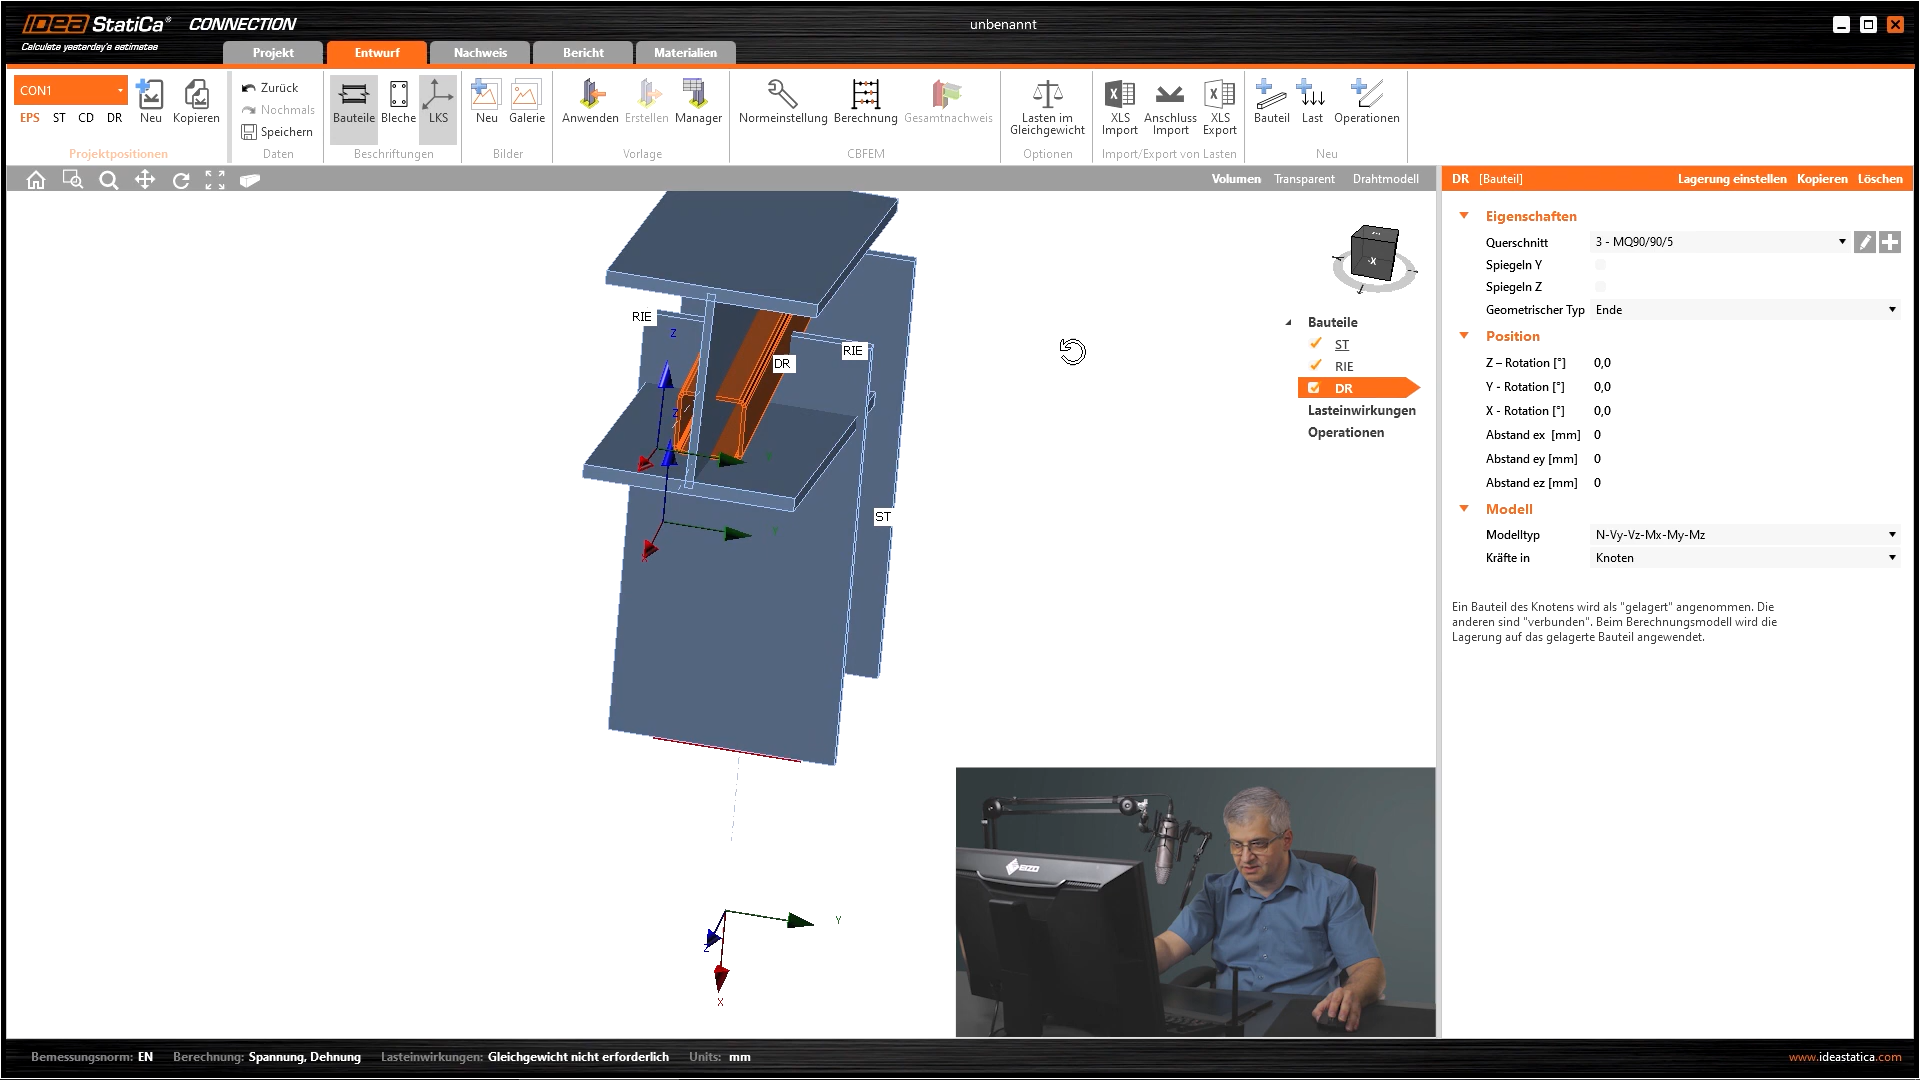 IDEA StatiCa® CONNECTION
Calculate yesterday's estimates
unbenannt
Projekt Entwurf Nachweis Bericht Materialien
CON1
EPS ST CD DR
Neu Kopieren
Projektpositionen
Zurück
Nochmals
Speichern
Daten
Bauteile Bleche LKS
Beschriftungen
Neu Galerie
Bilder
Anwenden Erstellen Manager
Vorlage
Normeinstellung Berechnung Gesamtnachweis
CBFEM
Lasten im
Gleichgewicht
Optionen
XLS
Import
Anschluss
Import
XLS
Export
Import/Export von Lasten
Bauteil Last Operationen
Neu
Volumen Transparent Drahtmodell
DR [Bauteil] Lagerung einstellen Kopieren Löschen
Eigenschaften
Querschnitt 3 - MQ90/90/5
Spiegeln Y
Spiegeln Z
Geometrischer Typ Ende
Position
Z – Rotation [°] 0,0
Y - Rotation [°] 0,0
X - Rotation [°] 0,0
Abstand ex [mm] 0
Abstand ey [mm] 0
Abstand ez [mm] 0
Modell
Modelltyp N-Vy-Vz-Mx-My-Mz
Kräfte in Knoten
Ein Bauteil des Knotens wird als "gelagert" angenommen. Die
anderen sind "verbunden". Beim Berechnungsmodell wird die
Lagerung auf das gelagerte Bauteil angewendet.
-X
Bauteile
ST
RIE
DR
Lasteinwirkungen
Operationen
RIE
Z
RIE
DR
Z
ST
Y
Z
X
EIZO
Bemessungsnorm: EN Berechnung: Spannung, Dehnung Lasteinwirkungen: Gleichgewicht nicht erforderlich Units: mm
www.ideastatica.com